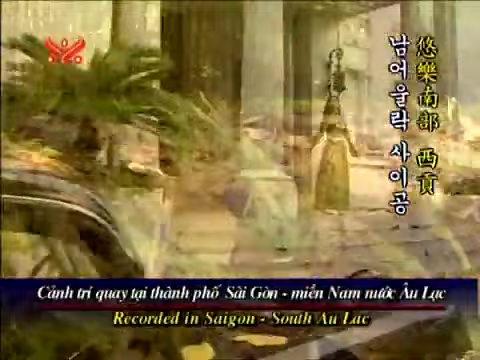 悠樂南部 西貢
남어울락 사이공
Cảnh trí quay tại thành phố Sài Gòn - miền Nam nước Âu Lạc
Recorded in Saigon - South Au Lac